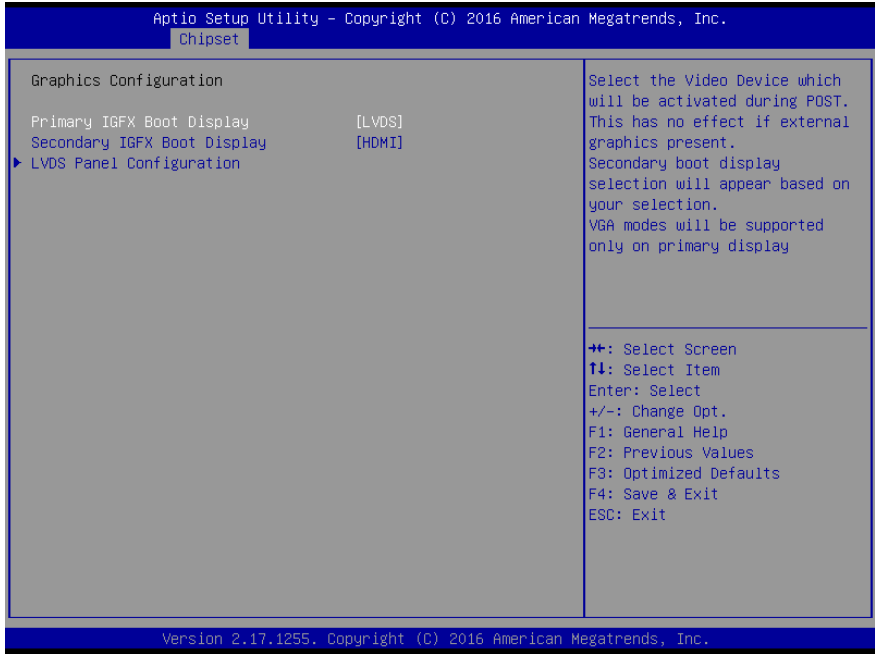 Aptio Setup Utility – Copyright (C) 2016 American Megatrends, Inc.
Chipset
Graphics Configuration
Primary IGFX Boot Display [LVDS]
Secondary IGFX Boot Display [HDMI]
LVDS Panel Configuration
Select the Video Device which
will be activated during POST.
This has no effect if external
graphics present.
Secondary boot display
selection will appear based on
your selection.
VGA modes will be supported
only on primary display
→←: Select Screen
↑↓: Select Item
Enter: Select
+/-: Change Opt.
F1: General Help
F2: Previous Values
F3: Optimized Defaults
F4: Save & Exit
ESC: Exit
Version 2.17.1255. Copyright (C) 2016 American Megatrends, Inc.